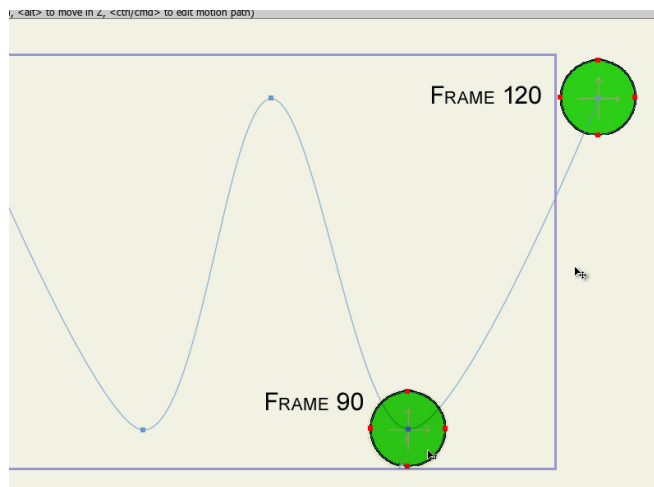 , <alt> to move in Z, <ctrl/cmd> to edit motion path)
FRAME 120
FRAME 90